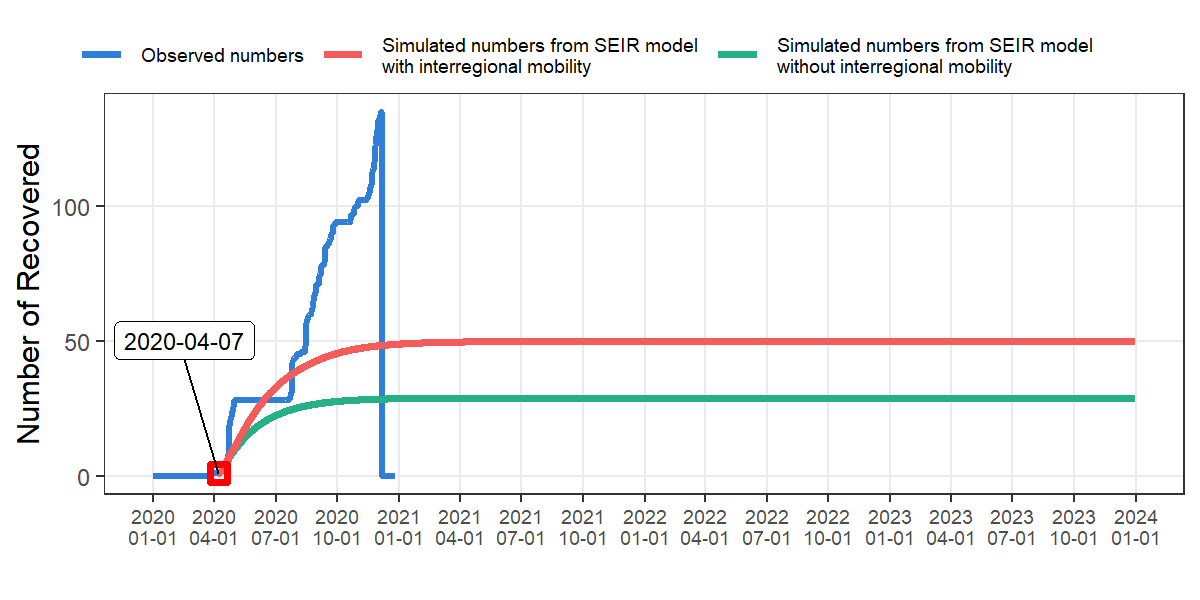 Observed numbers
Simulated numbers from SEIR model
with interregional mobility
Simulated numbers from SEIR model
without interregional mobility
Number of Recovered
100
50
0
2020-04-07
2020 2020 2020 2020 2021 2021 2021 2021 2022 2022 2022 2022 2023 2023 2023 2023 2024
01-01 04-01 07-01 10-01 01-01 04-01 07-01 10-01 01-01 04-01 07-01 10-01 01-01 04-01 07-01 10-01 01-01